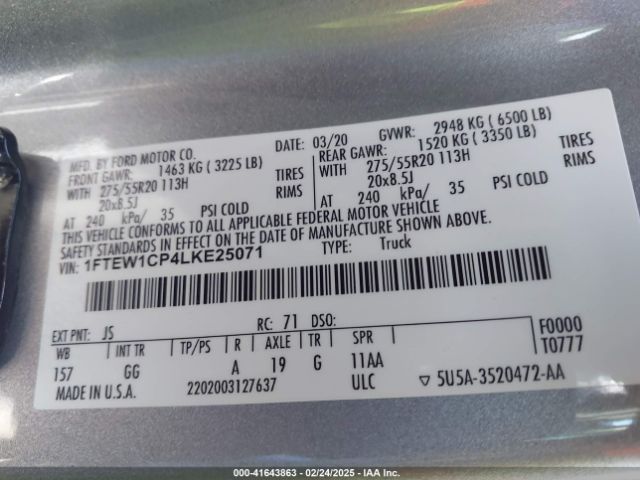 MFD. BY FORD MOTOR CO.
DATE: 03/20 GVWR: 2948 KG ( 6500 LB)
FRONT GAWR: 1463 KG ( 3225 LB)
REAR GAWR: 1520 KG ( 3350 LB)
WITH 275/55R20 113H TIRES
275/55R20 113H TIRES
20x8.5J RIMS
WITH 20x8.5J RIMS
AT 240 kPa/ 35 PSI COLD
AT 240 kPa/ 35 PSI COLD
THIS VEHICLE CONFORMS TO ALL APPLICABLE FEDERAL MOTOR VEHICLE
SAFETY STANDARDS IN EFFECT ON THE DATE OF MANUFACTURE SHOWN ABOVE.
VIN: 1FTEW1CP4LKE25071
TYPE: Truck
EXT PNT: JS RC: 71 DSO:
WB INT TR TP/PS R AXLE TR SPR F0000
157 GG A 19 G 11AA T0777
MADE IN U.S.A. 2202003127637 ULC ▽ 5U5A-3520472-AA
000-41643863 - 02/24/2025 - IAA Inc.